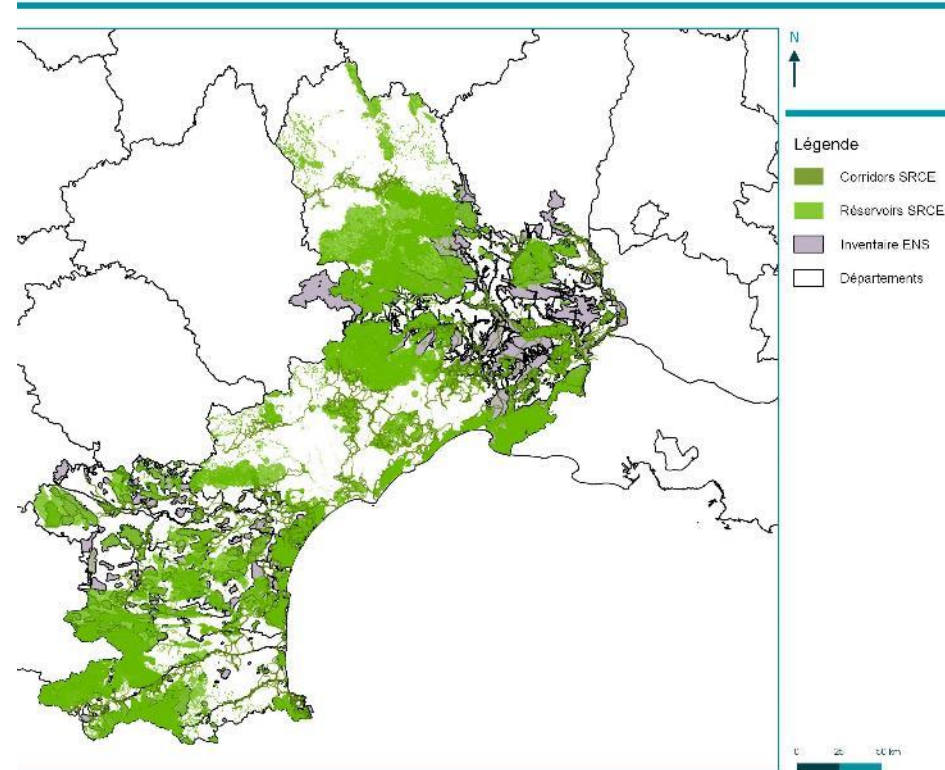 N
Légende
Corridors SRCE
Réservoirs SRCE
Inventaire ENS
Départements
0 25 50 km